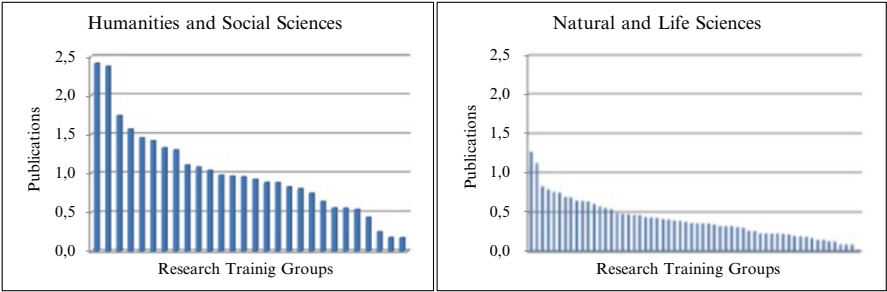 Humanities and Social Sciences
Publications
2,5
2,0
1,5
1,0
0,5
0,0
Research Trainig Groups
Natural and Life Sciences
Publications
2,5
2,0
1,5
1,0
0,5
0,0
Research Training Groups